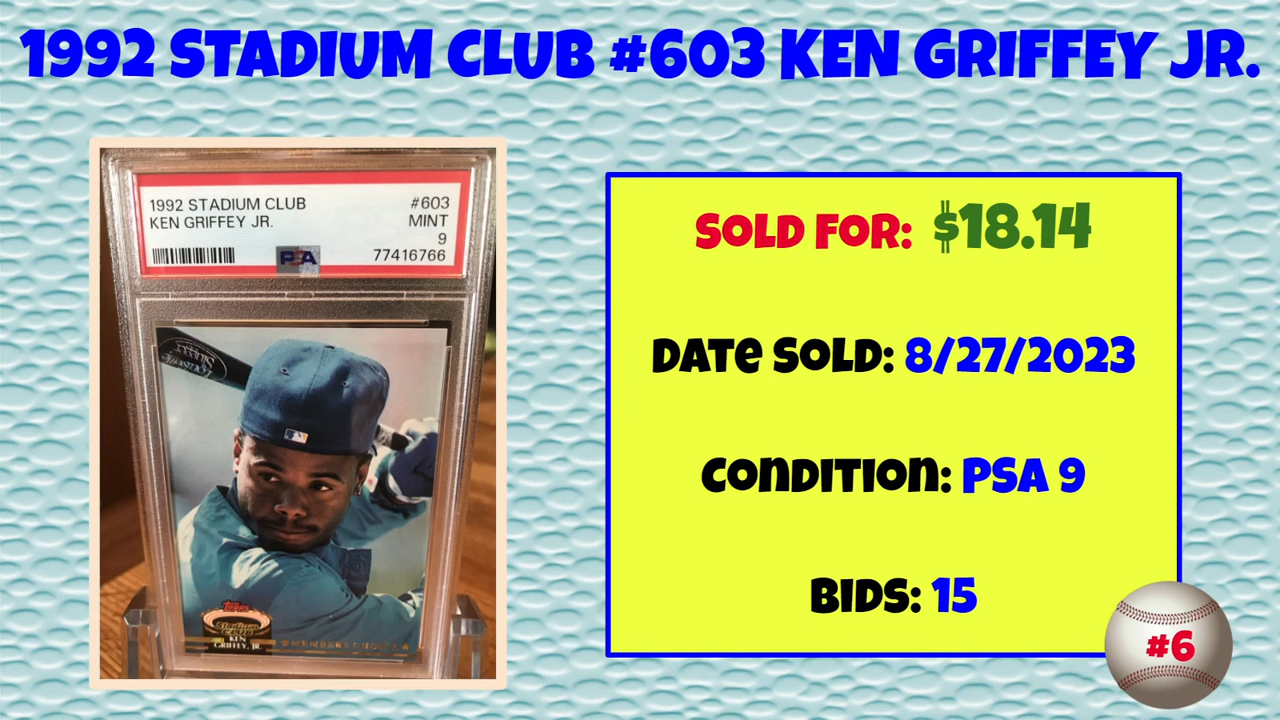 1992 STADIUM CLUB #603 KEN GRIFFEY JR.
1992 STADIUM CLUB #603
KEN GRIFFEY JR. MINT
9
PSA 77416766
Topps
Stadium
Club
KEN
GRIFFEY, JR.
MEMBERS CHOICE
SOLD FOR: $18.14
DATE SOLD: 8/27/2023
CONDITION: PSA 9
BIDS: 15
#6